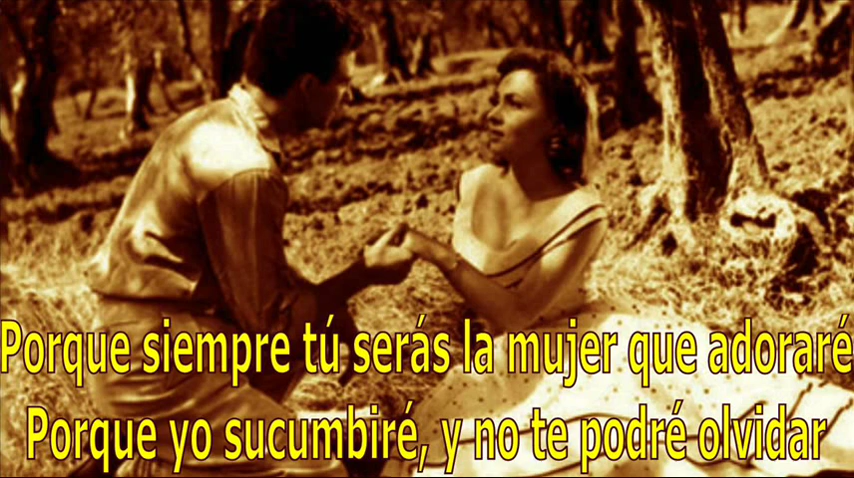 Porque siempre tú serás la mujer que adoraré
Porque yo sucumbiré, y no te podré olvidar